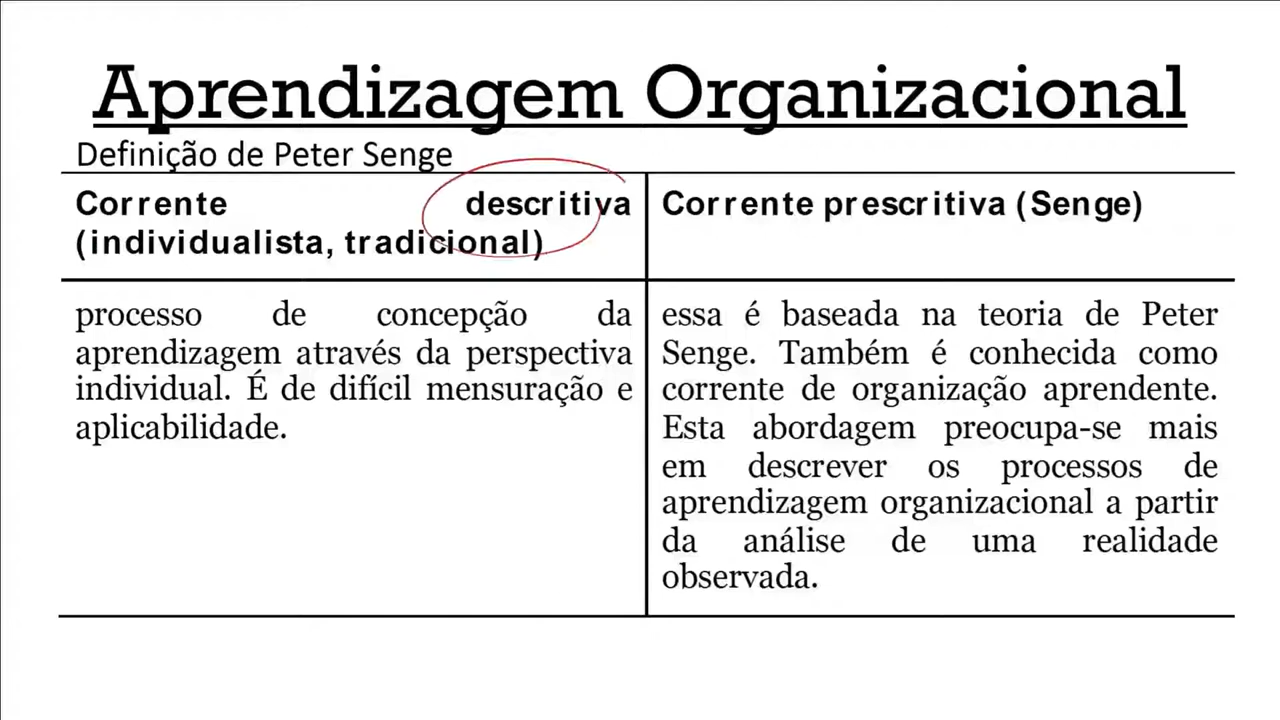 Aprendizagem Organizacional
Definição de Peter Senge
Corrente descritiva
(individualista, tradicional)
processo de concepção da
aprendizagem através da perspectiva
individual. É de difícil mensuração e
aplicabilidade.
Corrente prescritiva (Senge)
essa é baseada na teoria de Peter
Senge. Também é conhecida como
corrente de organização aprendente.
Esta abordagem preocupa-se mais
em descrever os processos de
aprendizagem organizacional a partir
da análise de uma realidade
observada.